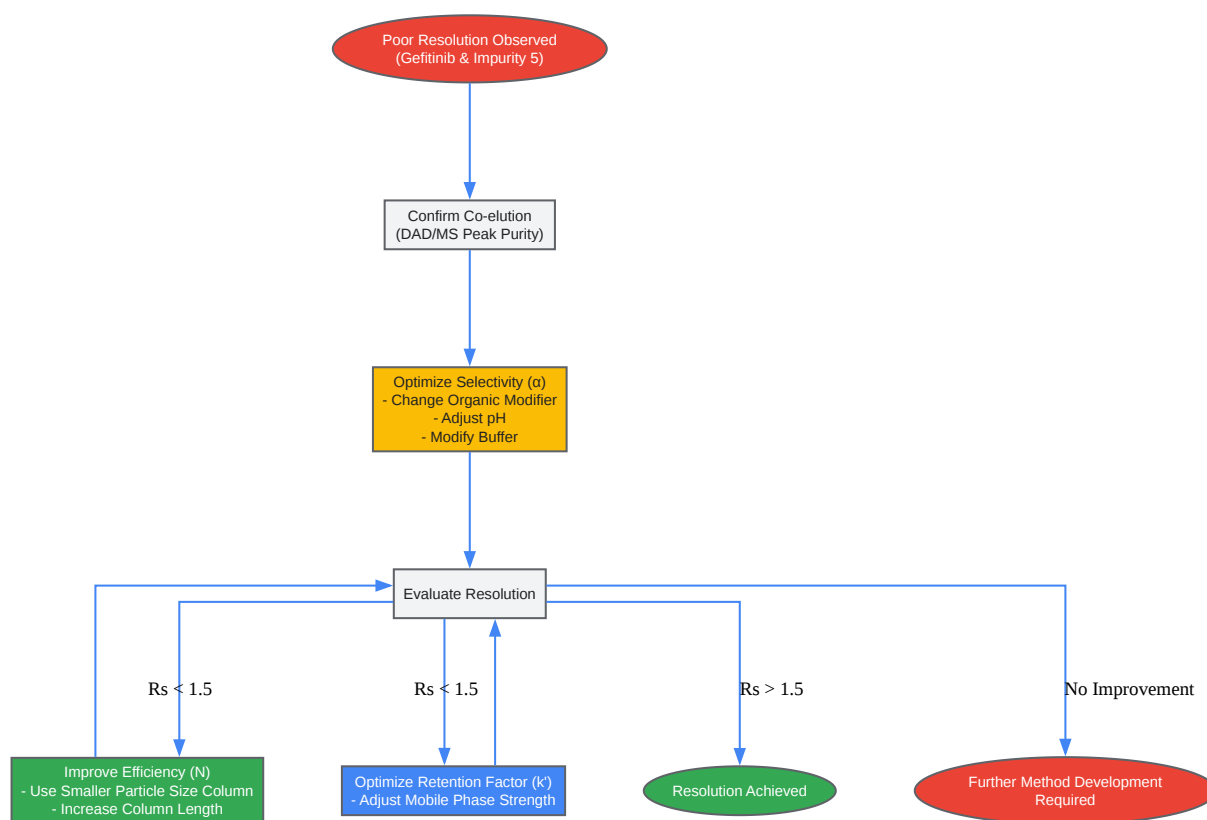 Poor Resolution Observed
(Gefitinib & Impurity 5)
Confirm Co-elution
(DAD/MS Peak Purity)
Optimize Selectivity (α)
- Change Organic Modifier
- Adjust pH
- Modify Buffer
Evaluate Resolution
Rs < 1.5
Rs < 1.5
Rs > 1.5
No Improvement
Improve Efficiency (N)
- Use Smaller Particle Size Column
- Increase Column Length
Optimize Retention Factor (k')
- Adjust Mobile Phase Strength
Resolution Achieved
Further Method Development
Required